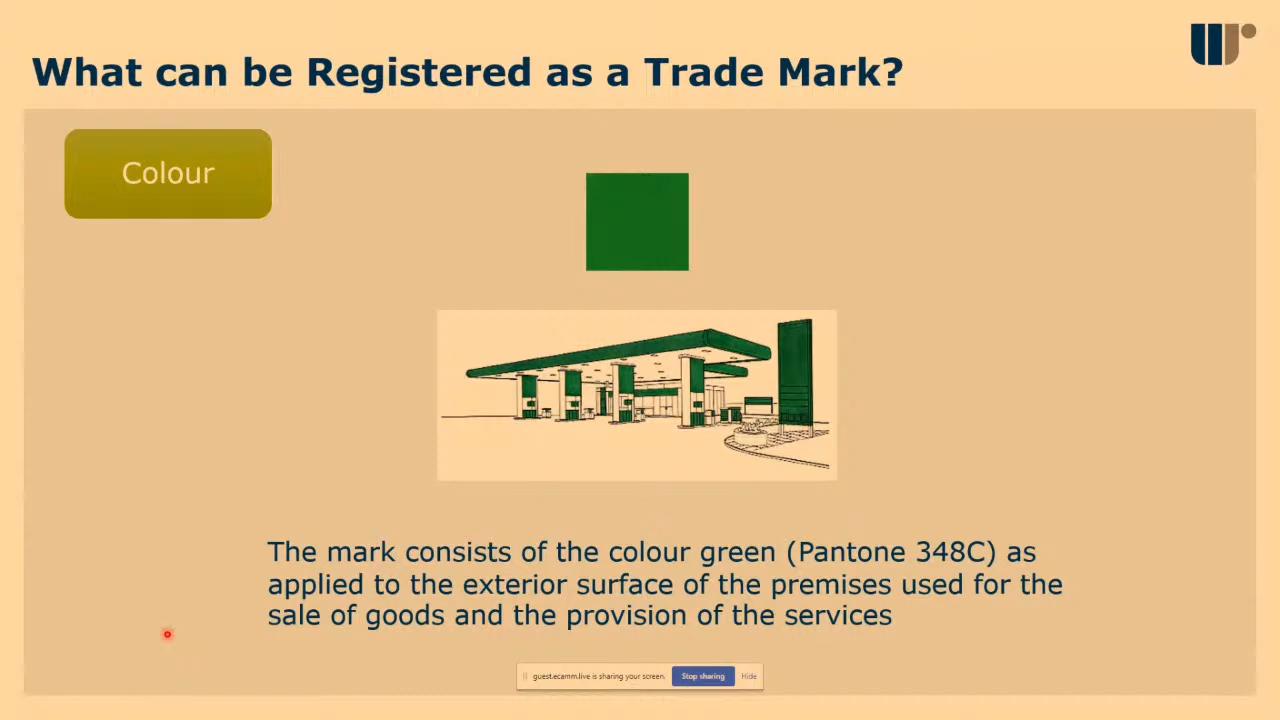 What can be Registered as a Trade Mark?
Colour
The mark consists of the colour green (Pantone 348C) as
applied to the exterior surface of the premises used for the
sale of goods and the provision of the services
guest.ecamm.live is sharing your screen. Stop sharing Hide